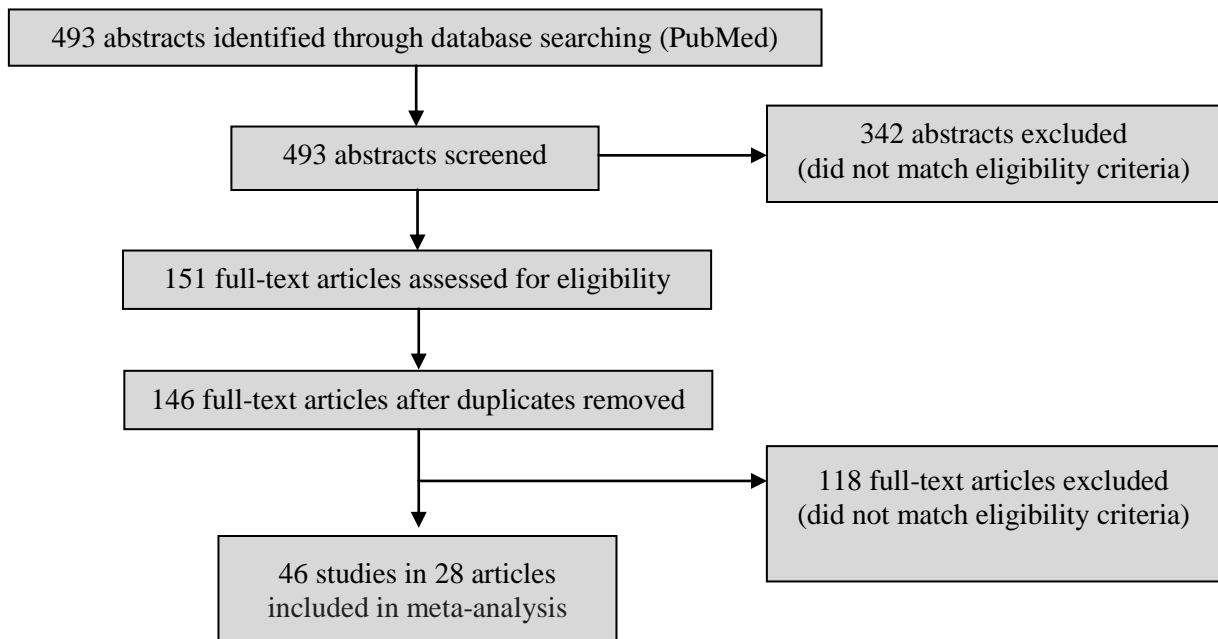 493 abstracts identified through database searching (PubMed)
493 abstracts screened
342 abstracts excluded
(did not match eligibility criteria)
151 full-text articles assessed for eligibility
146 full-text articles after duplicates removed
118 full-text articles excluded
(did not match eligibility criteria)
46 studies in 28 articles
included in meta-analysis